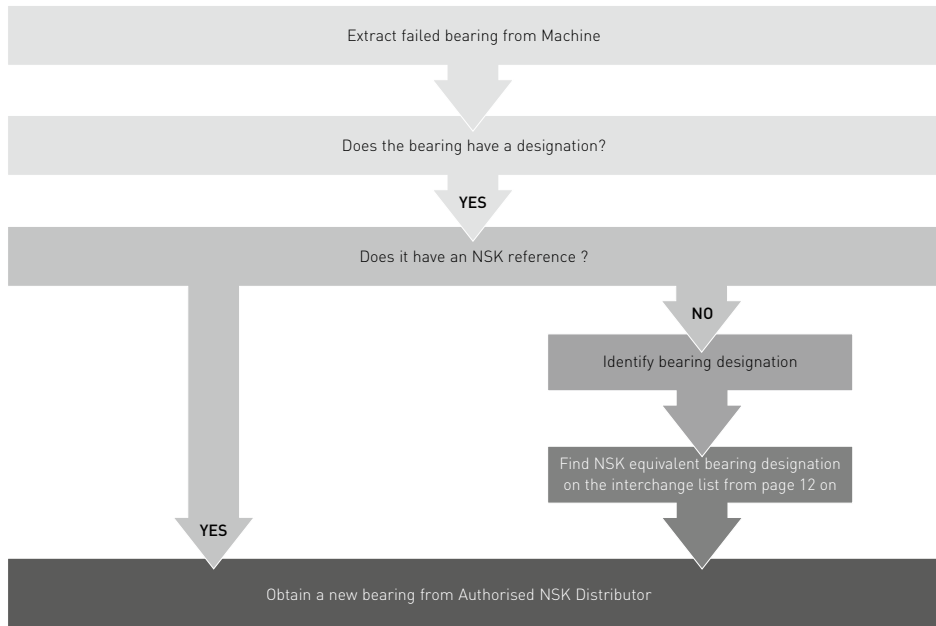 Extract failed bearing from Machine
Does the bearing have a designation?
YES
Does it have an NSK reference ?
NO
Identify bearing designation
Find NSK equivalent bearing designation
on the interchange list from page 12 on
YES
Obtain a new bearing from Authorised NSK Distributor